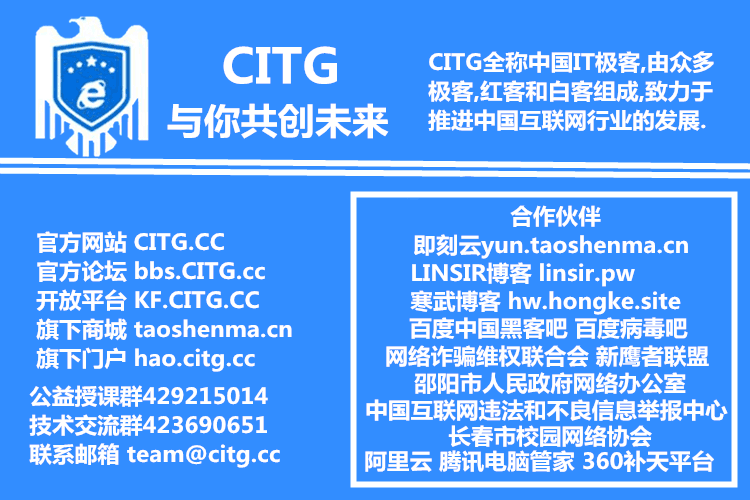 CITG
与你共创未来
CITG全称中国IT极客,由众多
极客,红客和白客组成,致力于
推进中国互联网行业的发展.
官方网站 CITG.CC
官方论坛 bbs.CITG.cc
开放平台 KF.CITG.CC
旗下商城 taoshenma.cn
旗下门户 hao.citg.cc
公益授课群429215014
技术交流群423690651
联系邮箱 team@citg.cc
合作伙伴
即刻云yun.taoshenma.cn
LINSIR博客 linsir.pw
寒武博客 hw.hongke.site
百度中国黑客吧 百度病毒吧
网络诈骗维权联合会 新鹰者联盟
邵阳市人民政府网络办公室
中国互联网违法和不良信息举报中心
长春市校园网络协会
阿里云 腾讯电脑管家 360补天平台